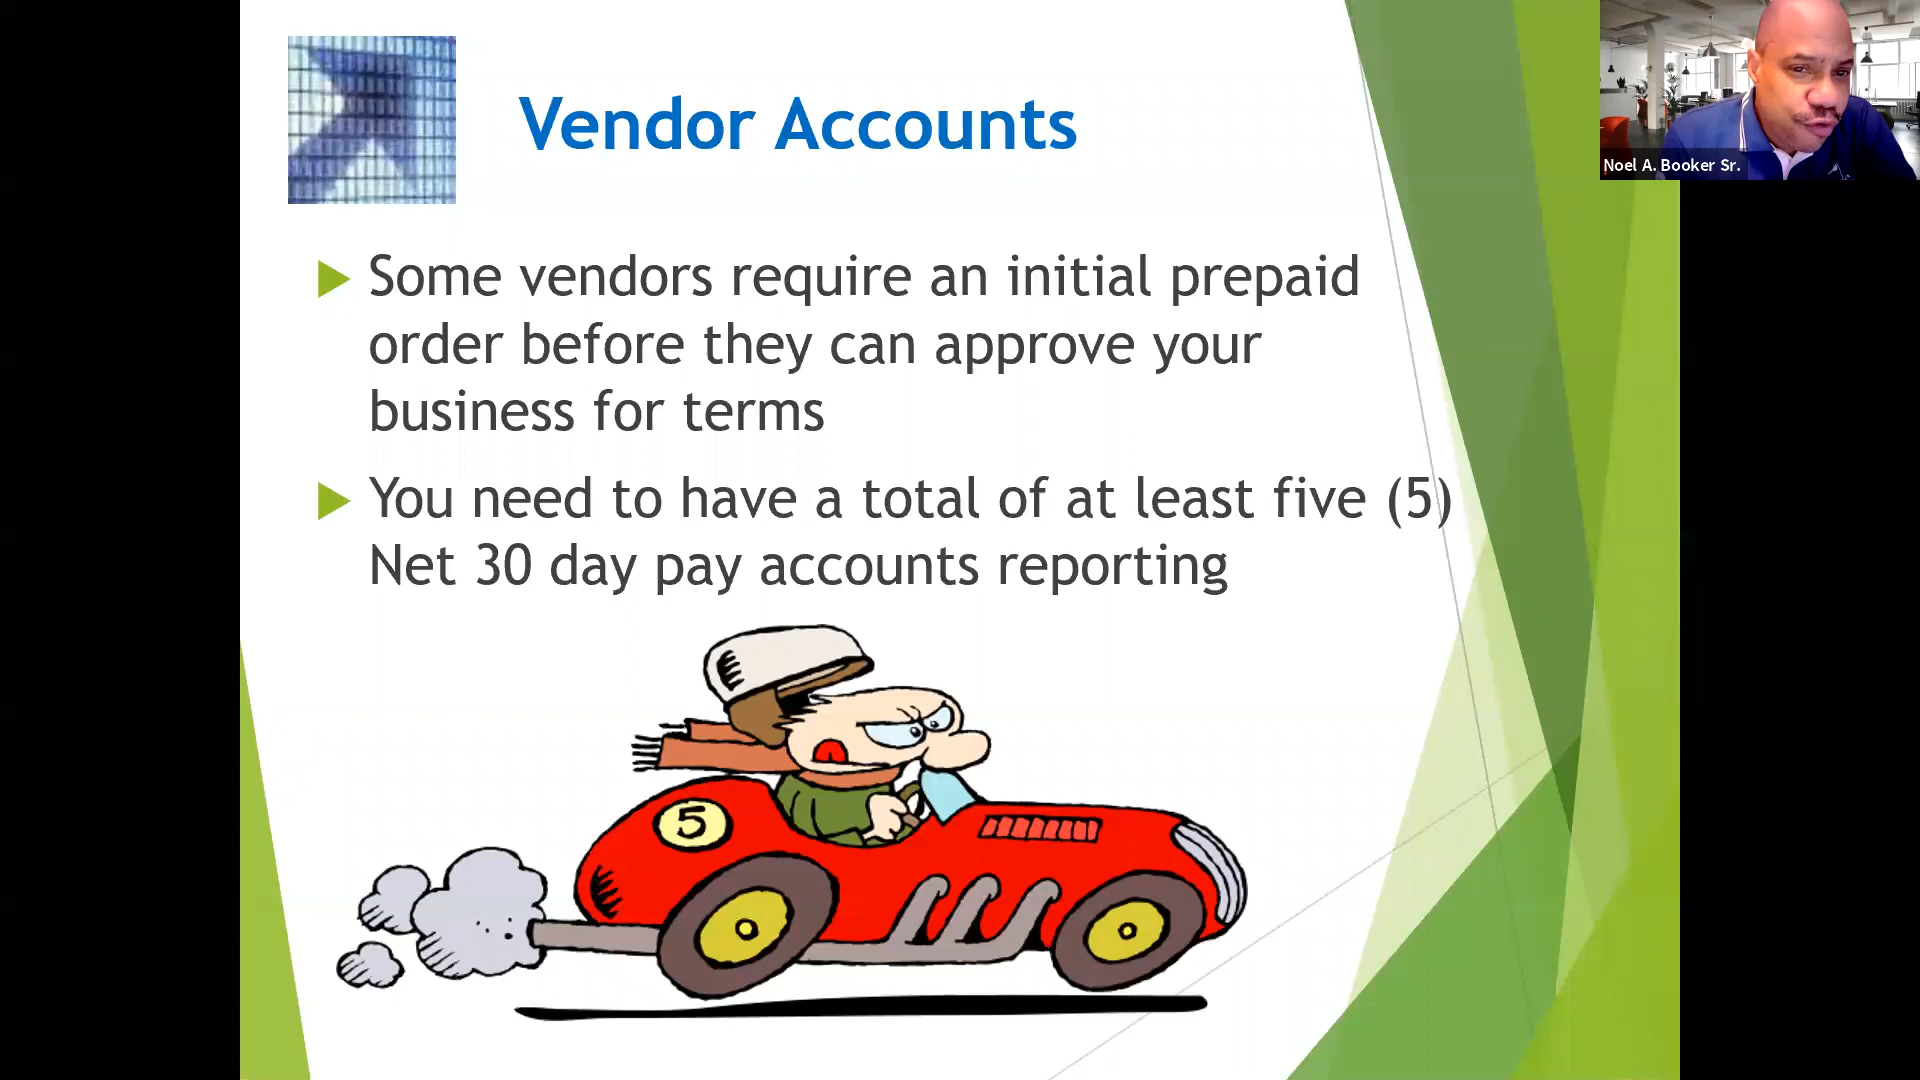 Vendor Accounts
Noel A. Booker Sr.
Some vendors require an initial prepaid
order before they can approve your
business for terms
You need to have a total of at least five (5)
Net 30 day pay accounts reporting
5